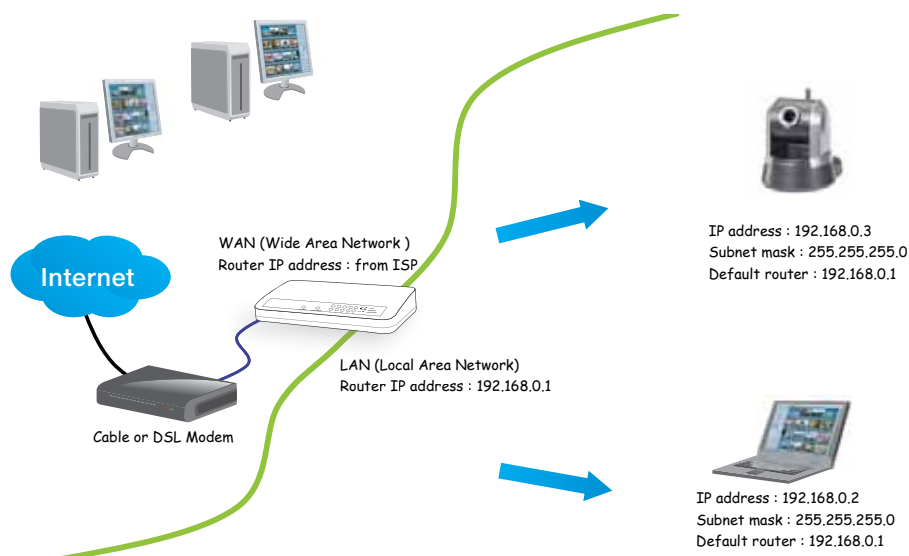 WAN (Wide Area Network )
Router IP address : from ISP
Internet
Cable or DSL Modem
LAN (Local Area Network)
Router IP address : 192.168.0.1
IP address : 192.168.0.3
Subnet mask : 255.255.255.0
Default router : 192.168.0.1
IP address : 192.168.0.2
Subnet mask : 255.255.255.0
Default router : 192.168.0.1